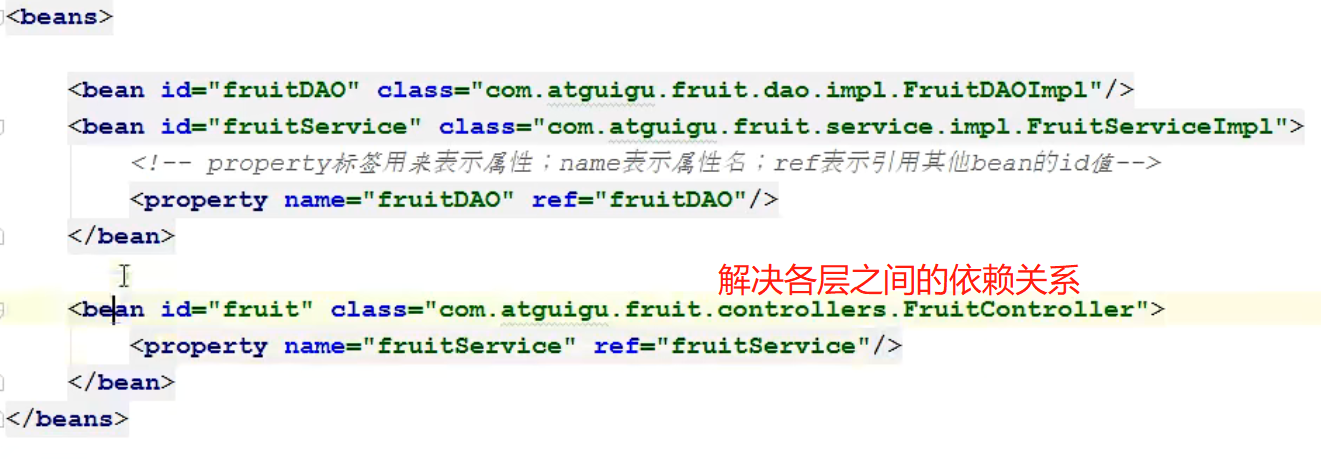 <beans>
<bean id="fruitDAO" class="com.atguigu.fruit.dao.impl.FruitDAOImpl"/>
<bean id="fruitService" class="com.atguigu.fruit.service.impl.FruitServiceImpl">
<!-- property标签用来表示属性；name表示属性名；ref表示引用其他bean的id值-->
<property name="fruitDAO" ref="fruitDAO"/>
</bean>
解决各层之间的依赖关系
<bean id="fruit" class="com.atguigu.fruit.controllers.FruitController">
<property name="fruitService" ref="fruitService"/>
</bean>
</beans>